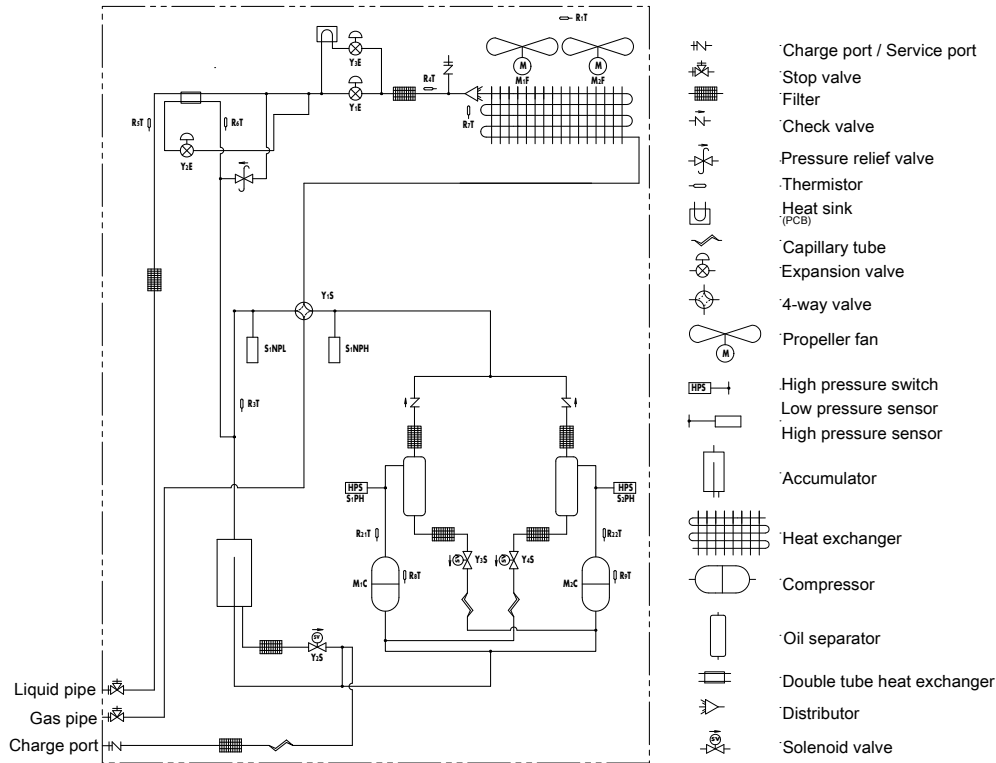 R1T
M1F
M2F
M
M
Y3E
Y1E
R4T
R7T
R5T
R6T
Y2E
Y1S
S1NPL
S1NPH
R3T
HPS
S1PH
HPS
S2PH
R21T
R22T
SV
Y3S
SV
Y4S
M1C
R8T
M2C
R9T
SV
Y2S
Liquid pipe
Gas pipe
Charge port
Charge port / Service port
Stop valve
Filter
Check valve
Pressure relief valve
Thermistor
Heat sink
(PCB)
Capillary tube
Expansion valve
4-way valve
M
Propeller fan
HPS
High pressure switch
Low pressure sensor
High pressure sensor
Accumulator
Heat exchanger
Compressor
Oil separator
Double tube heat exchanger
Distributor
SV
Solenoid valve